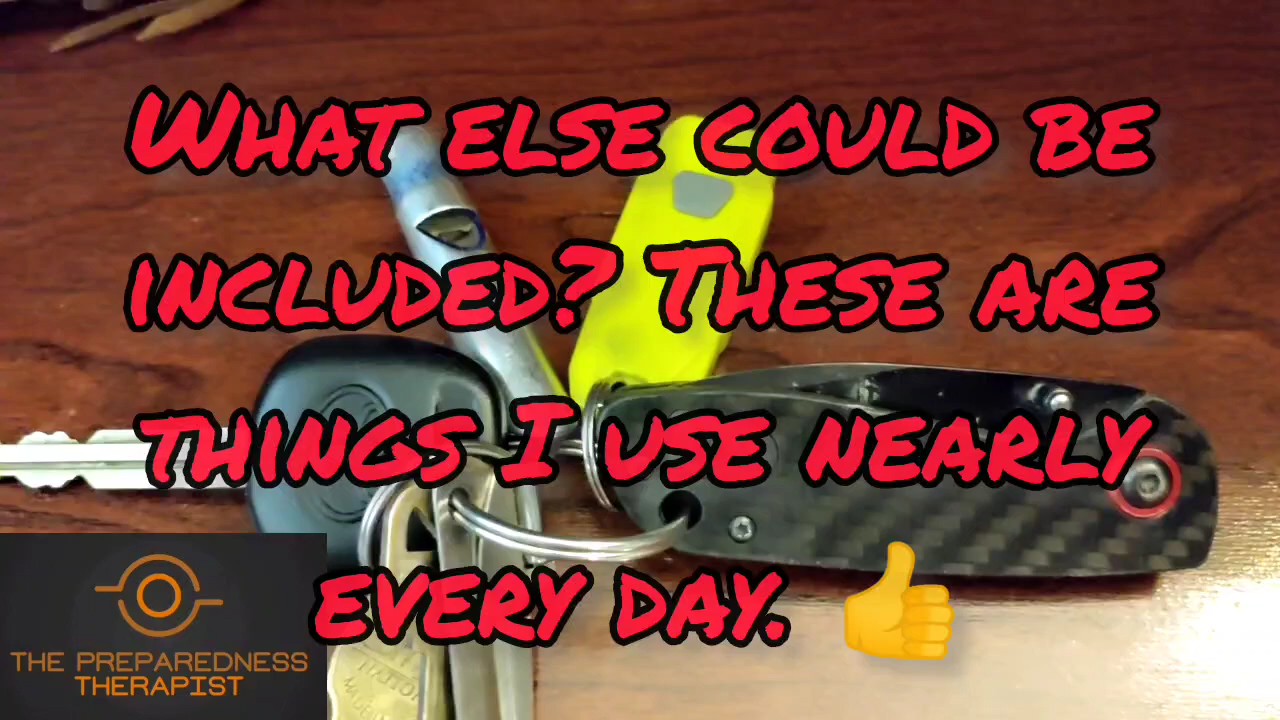 What else could be
included? These are
things I use nearly
every day. 👍
THE PREPAREDNESS
THERAPIST